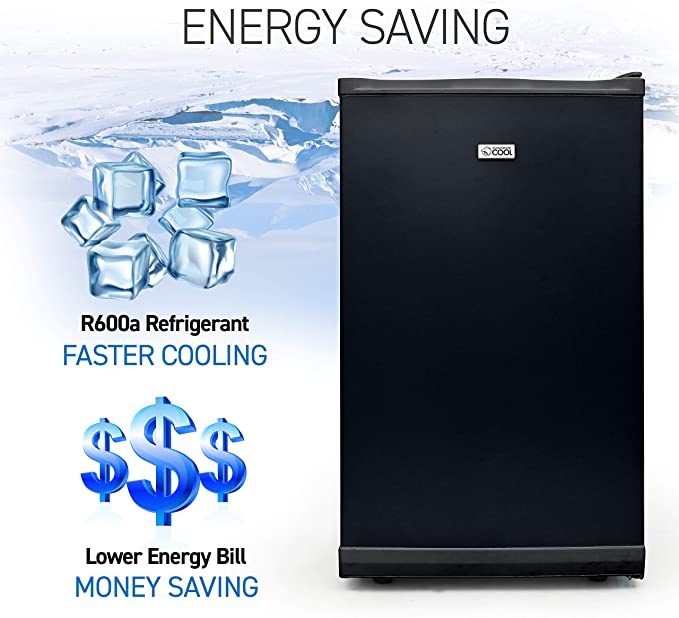 ENERGY SAVING
COOL
R600a Refrigerant
FASTER COOLING
$$$
Lower Energy Bill
MONEY SAVING